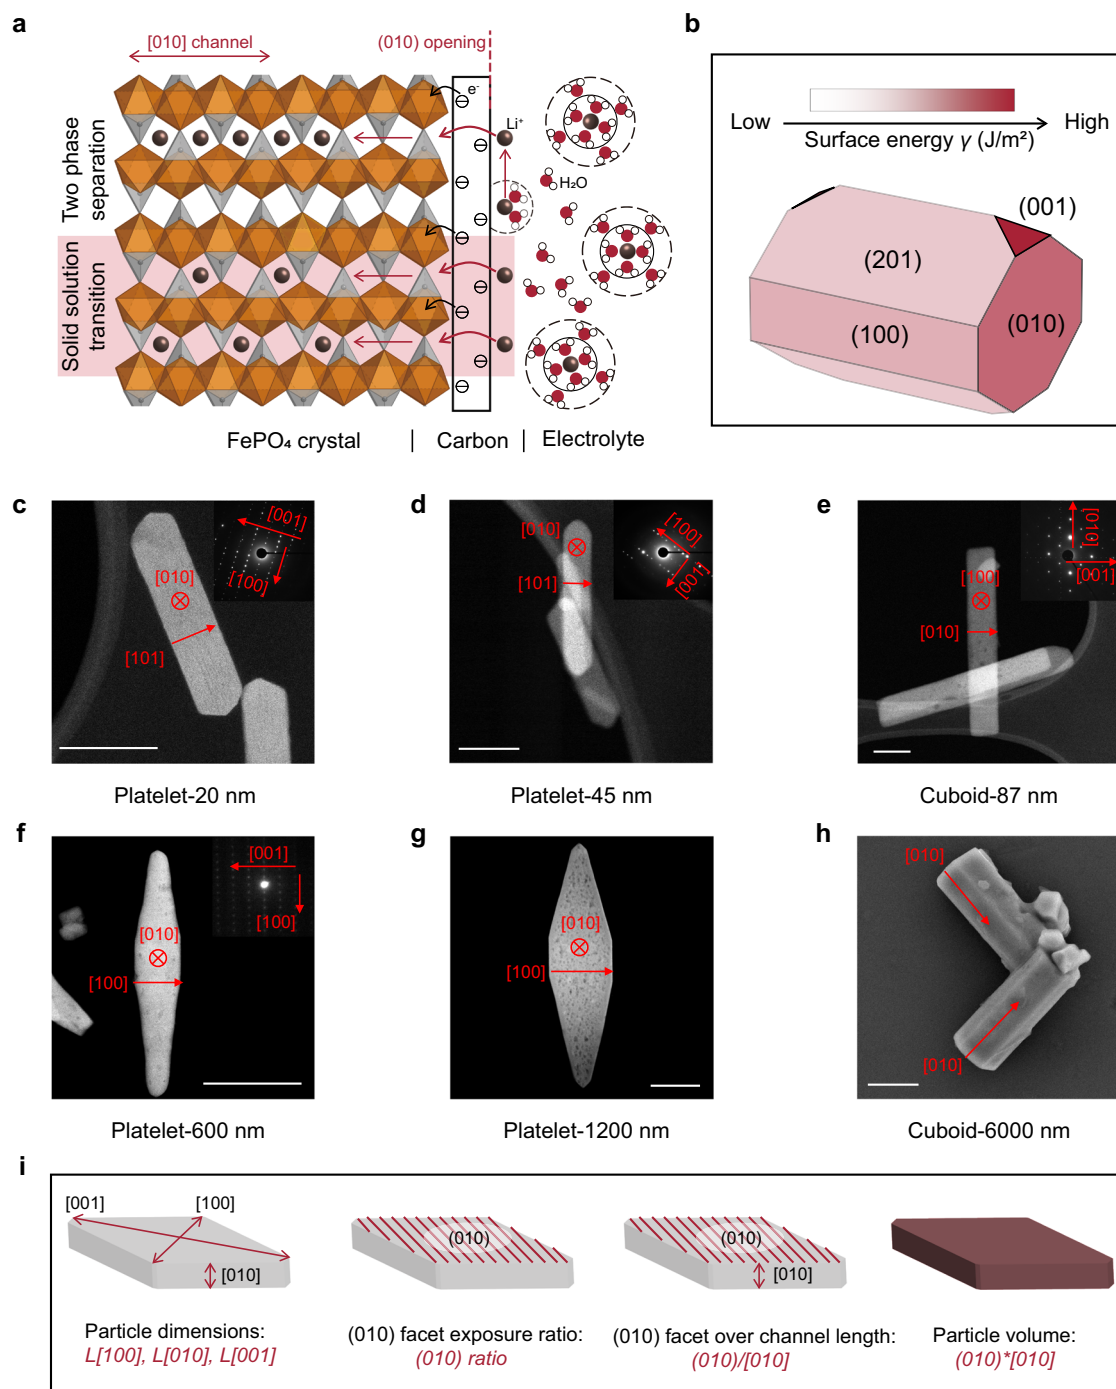 a
[010] channel
(010) opening
e-
Li⁺
H₂O
Two phase
separation
Solid solution
transition
FePO₄ crystal | Carbon | Electrolyte
b
Low
High
Surface energy γ (J/m²)
(001)
(201)
(100)
(010)
c
[001]
[100]
[010]
[101]
Platelet-20 nm
d
[010]
[100]
[001]
[101]
Platelet-45 nm
e
[010]
[001]
[100]
[010]
Cuboid-87 nm
f
[001]
[100]
[010]
[100]
Platelet-600 nm
g
[010]
[100]
Platelet-1200 nm
h
[010]
[010]
Cuboid-6000 nm
i
[001]
[100]
[010]
Particle dimensions:
L[100], L[010], L[001]
(010)
(010) facet exposure ratio:
(010) ratio
(010)
[010]
(010) facet over channel length:
(010)/[010]
Particle volume:
(010)*[010]